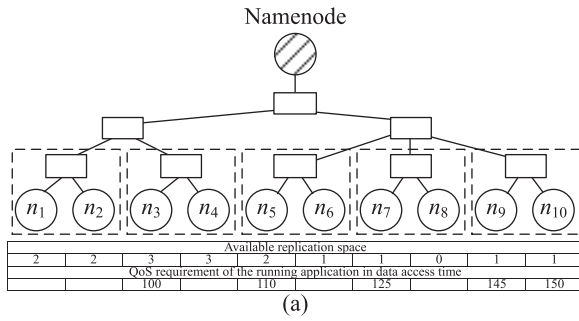 Namenode
n1 n2 n3 n4 n5 n6 n7 n8 n9 n10
Available replication space
2 2 3 3 2 1 1 0 1 1
QoS requirement of the running application in data access time
100 110 125 145 150
(a)